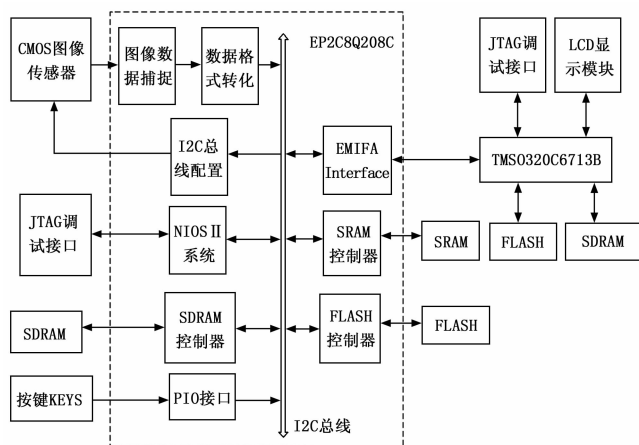 EP2C8Q208C
CMOS图像
传感器
图像数
据捕捉
数据格
式转化
JTAG调
试接口
LCD显
示模块
I2C总
线配置
EMIFA
Interface
TMSO320C6713B
JTAG调
试接口
NIOSⅡ
系统
SRAM
控制器
SRAM
FLASH
SDRAM
SDRAM
SDRAM
控制器
FLASH
控制器
FLASH
按键KEYS
PIO接口
I2C总线